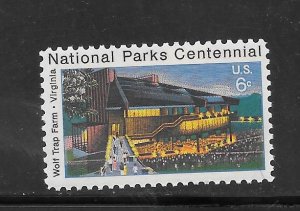 National Parks Centennial
U.S.
6c
Wolf Trap Farm · Virginia